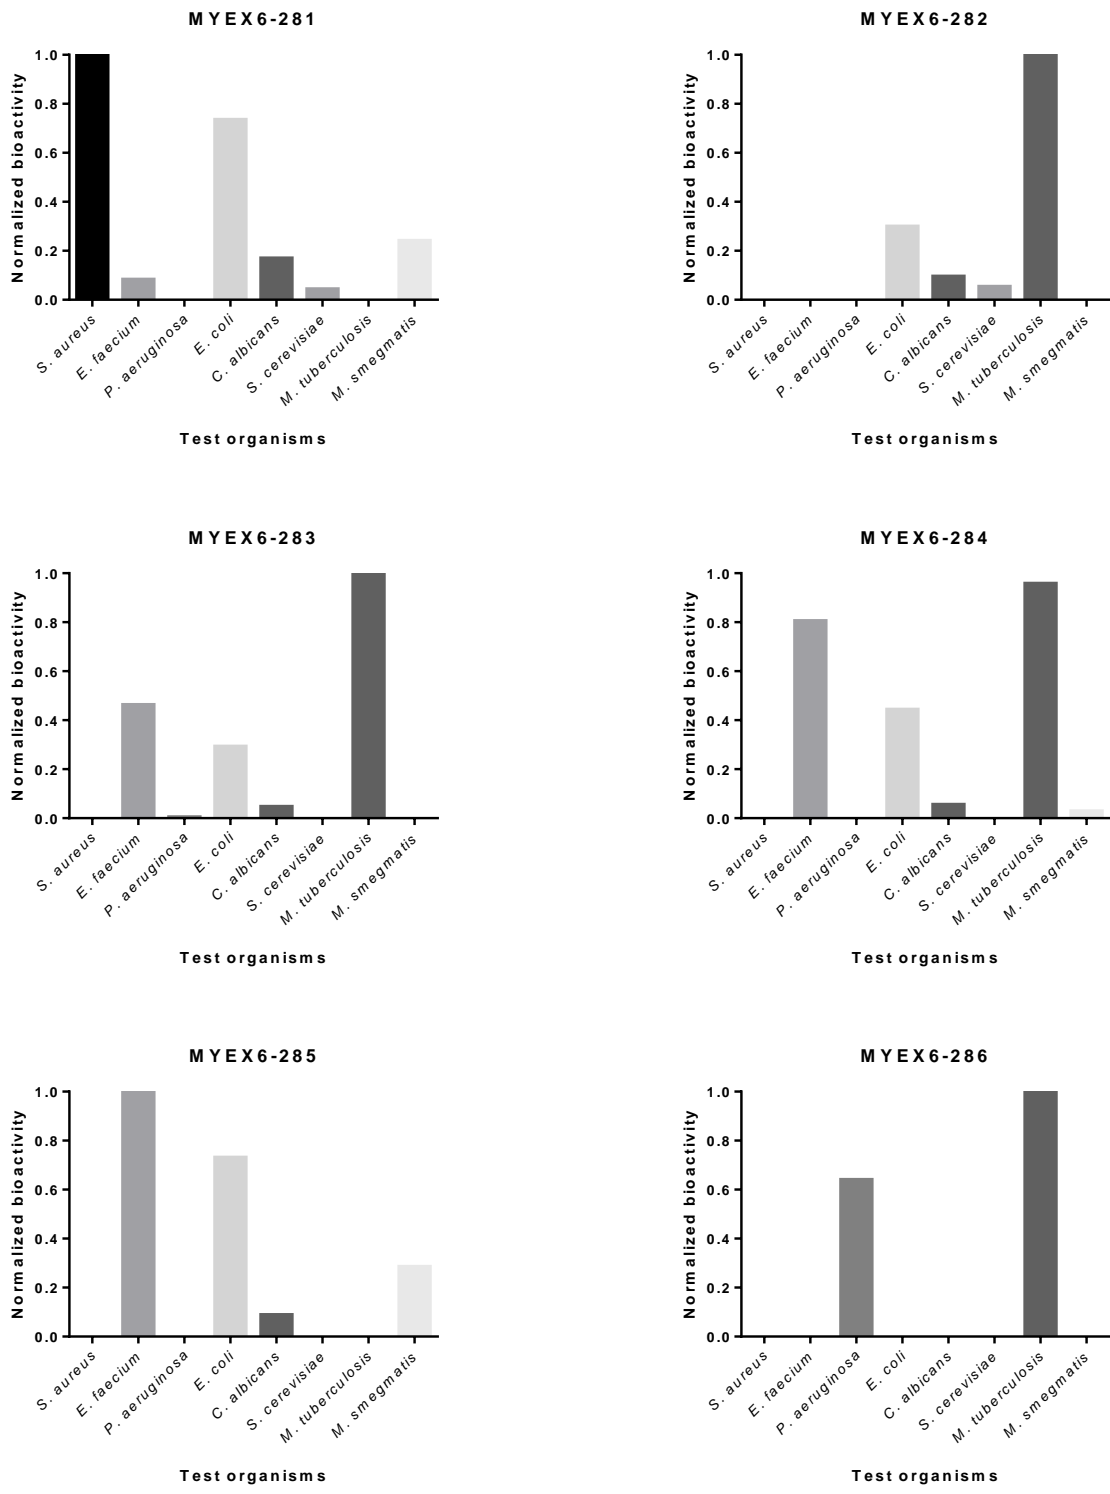 MYEX6-281
Normalized bioactivity
1.0
0.8
0.6
0.4
0.2
0.0
S. aureus
E. faecium
P. aeruginosa
E. coli
C. albicans
S. cerevisiae
M. tuberculosis
M. smegmatis
Test organisms
MYEX6-282
Normalized bioactivity
1.0
0.8
0.6
0.4
0.2
0.0
S. aureus
E. faecium
P. aeruginosa
E. coli
C. albicans
S. cerevisiae
M. tuberculosis
M. smegmatis
Test organisms
MYEX6-283
Normalized bioactivity
1.0
0.8
0.6
0.4
0.2
0.0
S. aureus
E. faecium
P. aeruginosa
E. coli
C. albicans
S. cerevisiae
M. tuberculosis
M. smegmatis
Test organisms
MYEX6-284
Normalized bioactivity
1.0
0.8
0.6
0.4
0.2
0.0
S. aureus
E. faecium
P. aeruginosa
E. coli
C. albicans
S. cerevisiae
M. tuberculosis
M. smegmatis
Test organisms
MYEX6-285
Normalized bioactivity
1.0
0.8
0.6
0.4
0.2
0.0
S. aureus
E. faecium
P. aeruginosa
E. coli
C. albicans
S. cerevisiae
M. tuberculosis
M. smegmatis
Test organisms
MYEX6-286
Normalized bioactivity
1.0
0.8
0.6
0.4
0.2
0.0
S. aureus
E. faecium
P. aeruginosa
E. coli
C. albicans
S. cerevisiae
M. tuberculosis
M. smegmatis
Test organisms